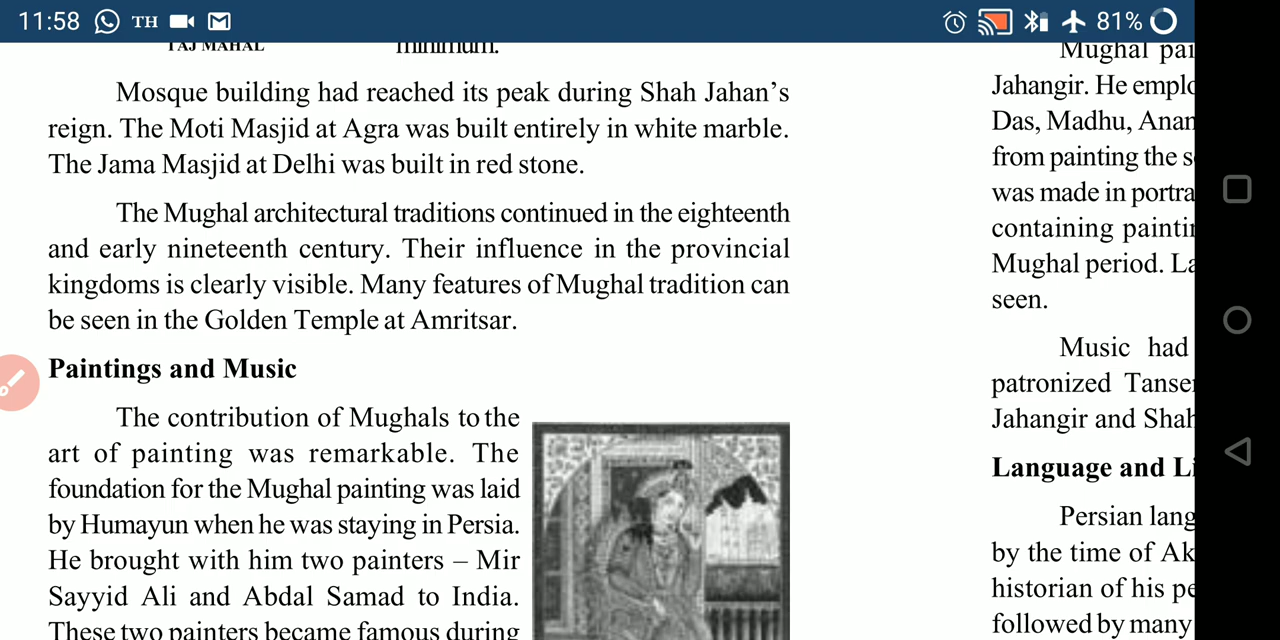 11:58 TH 81%
TAJ MAHAL
minimum.
Mosque building had reached its peak during Shah Jahan’s
reign. The Moti Masjid at Agra was built entirely in white marble.
The Jama Masjid at Delhi was built in red stone.
The Mughal architectural traditions continued in the eighteenth
and early nineteenth century. Their influence in the provincial
kingdoms is clearly visible. Many features of Mughal tradition can
be seen in the Golden Temple at Amritsar.
Paintings and Music
The contribution of Mughals to the
art of painting was remarkable. The
foundation for the Mughal painting was laid
by Humayun when he was staying in Persia.
He brought with him two painters – Mir
Sayyid Ali and Abdal Samad to India.
These two painters became famous during
Mughal pai
Jahangir. He emplo
Das, Madhu, Anan
from painting the s
was made in portra
containing paintin
Mughal period. La
seen.
Music had
patronized Tanse
Jahangir and Shah
Language and Li
Persian lang
by the time of Ak
historian of his pe
followed by many